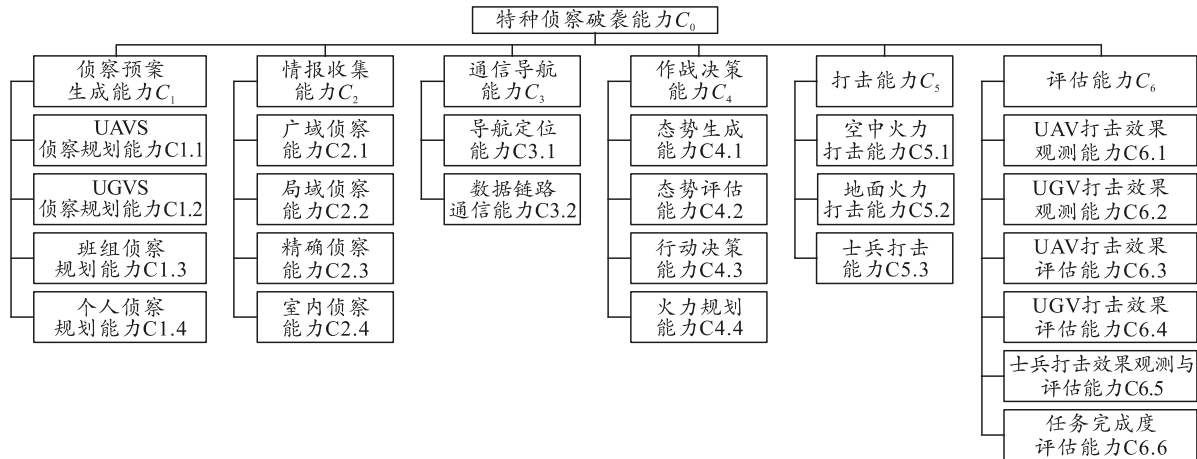 特种侦察破袭能力C₀
侦察预案
生成能力C₁
UAVS
侦察规划能力C1.1
UGVS
侦察规划能力C1.2
班组侦察
规划能力C1.3
个人侦察
规划能力C1.4
情报收集
能力C₂
广域侦察
能力C2.1
局域侦察
能力C2.2
精确侦察
能力C2.3
室内侦察
能力C2.4
通信导航
能力C₃
导航定位
能力C3.1
数据链路
通信能力C3.2
作战决策
能力C₄
态势生成
能力C4.1
态势评估
能力C4.2
行动决策
能力C4.3
火力规划
能力C4.4
打击能力C₅
空中火力
打击能力C5.1
地面火力
打击能力C5.2
士兵打击
能力C5.3
评估能力C₆
UAV打击效果
观测能力C6.1
UGV打击效果
观测能力C6.2
UAV打击效果
评估能力C6.3
UGV打击效果
评估能力C6.4
士兵打击效果观测与
评估能力C6.5
任务完成度
评估能力C6.6